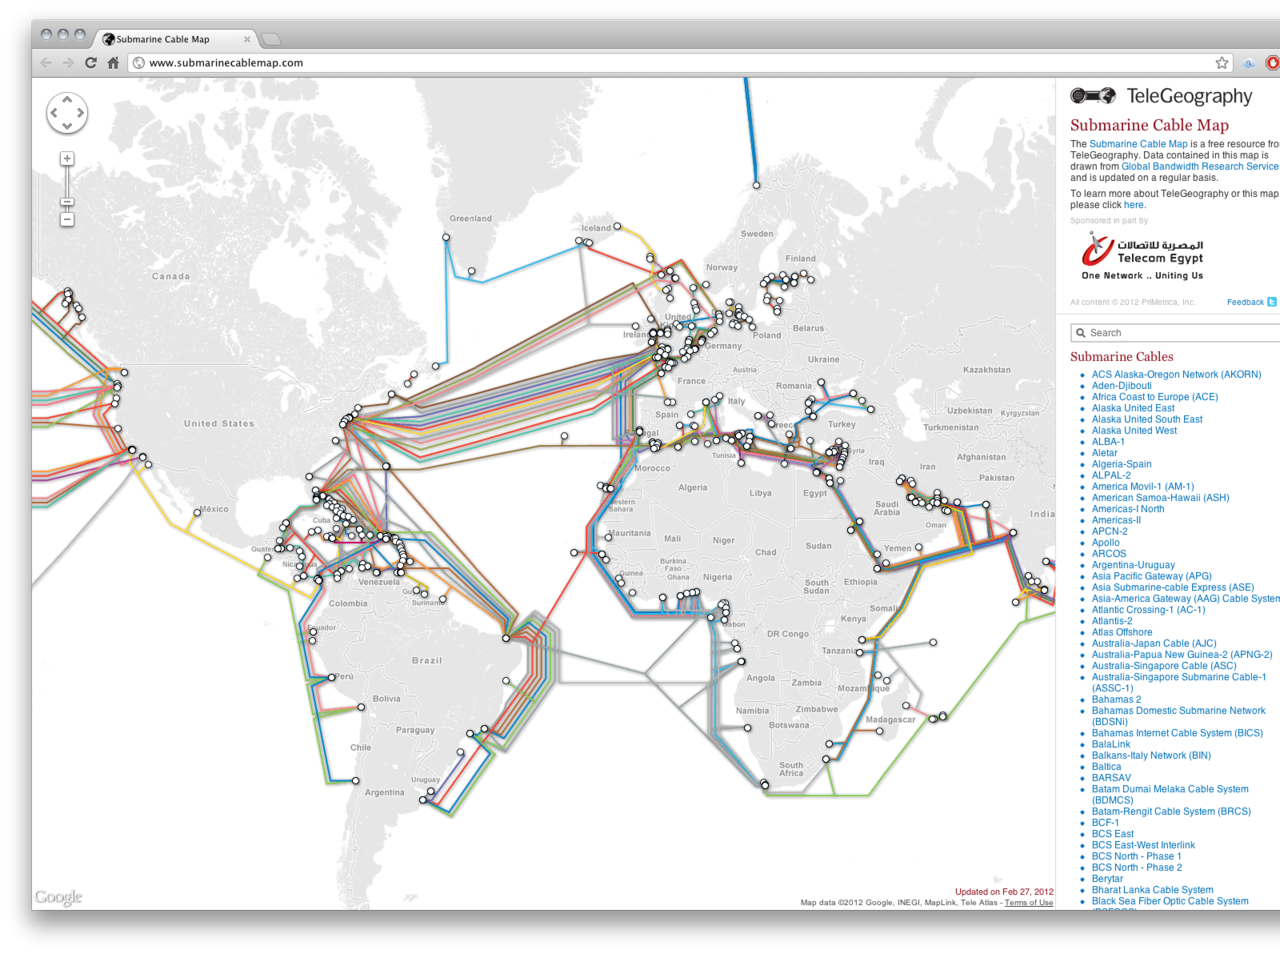 Submarine Cable Map
www.submarinecablemap.com
TeleGeography
Submarine Cable Map
The Submarine Cable Map is a free resource
TeleGeography. Data contained in this map is
drawn from Global Bandwidth Research Service
and is updated on a regular basis.
To learn more about TeleGeography or this map
please click here.
Sponsored in part by
المصرية للاتصالات
Telecom Egypt
One Network .. Uniting Us
All content © 2012 PriMetrica, Inc.
Feedback
Search
Submarine Cables
ACS Alaska-Oregon Network (AKORN)
Aden-Djibouti
Africa Coast to Europe (ACE)
Alaska United East
Alaska United South East
Alaska United West
ALBA-1
Aletar
Algeria-Spain
ALPAL-2
America Movil-1 (AM-1)
American Samoa-Hawaii (ASH)
Americas-I North
Americas-II
APCN-2
Apollo
ARCOS
Argentina-Uruguay
Asia Pacific Gateway (APG)
Asia Submarine-cable Express (ASE)
Asia-America Gateway (AAG) Cable System
Atlantic Crossing-1 (AC-1)
Atlantis-2
Atlas Offshore
Australia-Japan Cable (AJC)
Australia-Papua New Guinea-2 (APNG-2)
Australia-Singapore Cable (ASC)
Australia-Singapore Submarine Cable-1
(ASSC-1)
Bahamas 2
Bahamas Domestic Submarine Network
(BDSNi)
Bahamas Internet Cable System (BICS)
BalaLink
Balkans-Italy Network (BIN)
Baltica
BARSAV
Batam Dumai Melaka Cable System
(BDMCS)
Batam-Rengit Cable System (BRCS)
BCF-1
BCS East
BCS East-West Interlink
BCS North - Phase 1
BCS North - Phase 2
Berytar
Bharat Lanka Cable System
Black Sea Fiber Optic Cable System
Greenland
Iceland
Sweden
Finland
Norway
Canada
United
Ireland
Belarus
Poland
Germany
Ukraine
Austria
Kazakhstan
France
Romania
Italy
Spain
United States
Uzbekistan
Kyrgyzstan
Turkey
Turkmenistan
Tunisia
Syria
Afghanistan
Morocco
Iraq
Iran
Pakistan
Algeria
Libya
Egypt
Western
Sahara
Saudi
Arabia
México
India
Oman
Cuba
Mauritania
Mali
Niger
Chad
Sudan
Yemen
Burkina
Faso
Guinea
Ghana
Nigeria
South
Sudan
Ethiopia
Venezuela
Suriname
Colombia
Somalia
Gabon
Kenya
Ecuador
DR Congo
Tanzania
Brazil
Perú
Angola
Zambia
Mozambique
Bolivia
Namibia
Zimbabwe
Botswana
Madagascar
Paraguay
Chile
South
Africa
Uruguay
Argentina
Google
Updated on Feb 27, 2012
Map data ©2012 Google, INEGI, MapLink, Tele Atlas - Terms of Use